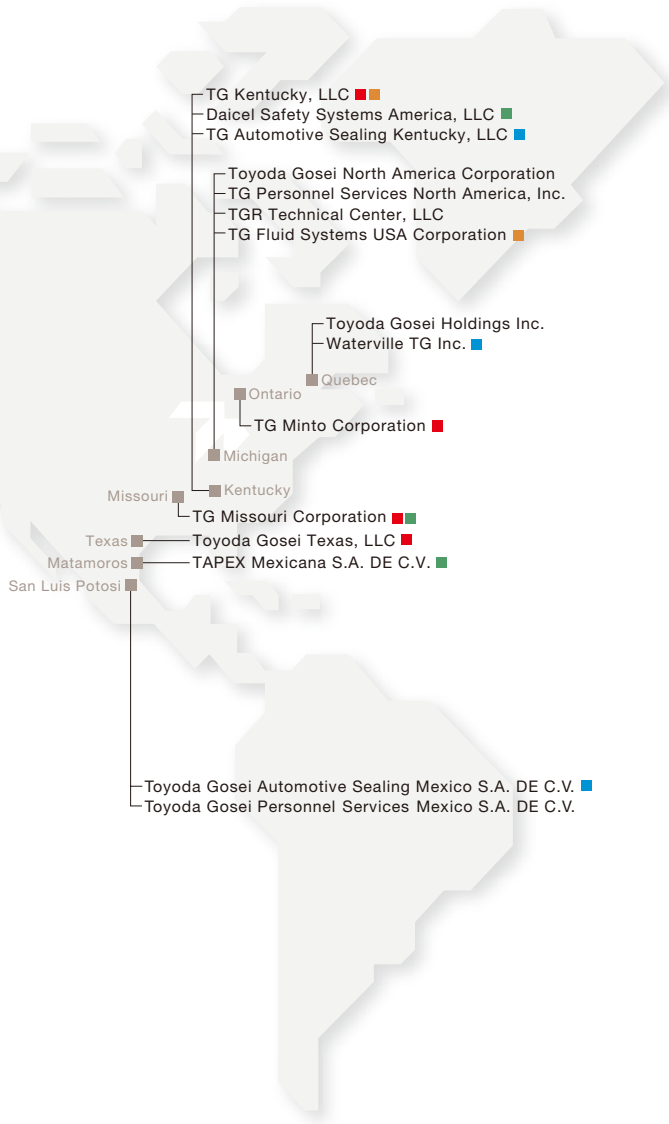 TG Kentucky, LLC
Daicel Safety Systems America, LLC
TG Automotive Sealing Kentucky, LLC
Toyoda Gosei North America Corporation
TG Personnel Services North America, Inc.
TGR Technical Center, LLC
TG Fluid Systems USA Corporation
Toyoda Gosei Holdings Inc.
Waterville TG Inc.
Quebec
Ontario
TG Minto Corporation
Michigan
Kentucky
Missouri
TG Missouri Corporation
Texas
Toyoda Gosei Texas, LLC
Matamoros
TAPEX Mexicana S.A. DE C.V.
San Luis Potosi
Toyoda Gosei Automotive Sealing Mexico S.A. DE C.V.
Toyoda Gosei Personnel Services Mexico S.A. DE C.V.